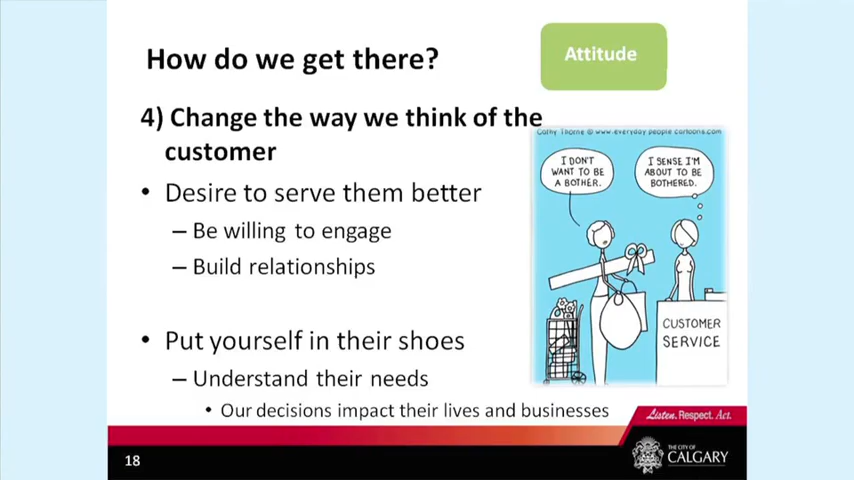 How do we get there?
Attitude
4) Change the way we think of the
customer
• Desire to serve them better
– Be willing to engage
– Build relationships
• Put yourself in their shoes
– Understand their needs
• Our decisions impact their lives and businesses
Cathy Thorne © www.everyday people cartoons.com
I DON'T
WANT TO BE
A BOTHER.
I SENSE I'M
ABOUT TO BE
BOTHERED.
CUSTOMER
SERVICE
Listen. Respect. Act.
18
THE CITY OF
CALGARY